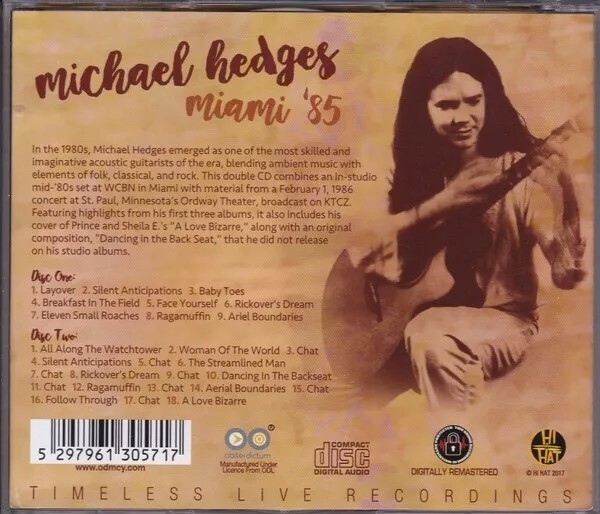 michael hedges
miami '85
In the 1980s, Michael Hedges emerged as one of the most skilled and
imaginative acoustic guitarists of the era, blending ambient music with
elements of folk, classical, and rock. This double CD combines an in-studio
mid-'80s set at WCBN in Miami with material from a February 1, 1986
concert at St. Paul, Minnesota's Ordway Theater, broadcast on KTCZ.
Featuring highlights from his first three albums, it also includes his
cover of Prince and Sheila E.'s "A Love Bizarre," along with an original
composition, "Dancing in the Back Seat," that he did not release
on his studio albums.
Disc One:
1. Layover 2. Silent Anticipations 3. Baby Toes
4. Breakfast In The Field 5. Face Yourself 6. Rickover's Dream
7. Eleven Small Roaches 8. Ragamuffin 9. Ariel Boundaries
Disc Two:
1. All Along The Watchtower 2. Woman Of The World 3. Chat
4. Silent Anticipations 5. Chat 6. The Streamlined Man
7. Chat 8. Rickover's Dream 9. Chat 10. Dancing In The Backseat
11. Chat 12. Ragamuffin 13. Chat 14. Aerial Boundaries 15. Chat
16. Follow Through 17. Chat 18. A Love Bizarre
5 297961 305717
www.odmcy.com
®
Manufactured Under
Licence From ODL
COMPACT
disc
DIGITAL AUDIO
DIGITALLY REMASTERED
HI
HAT
© Hi HAT 2017
TIMELESS LIVE RECORDINGS